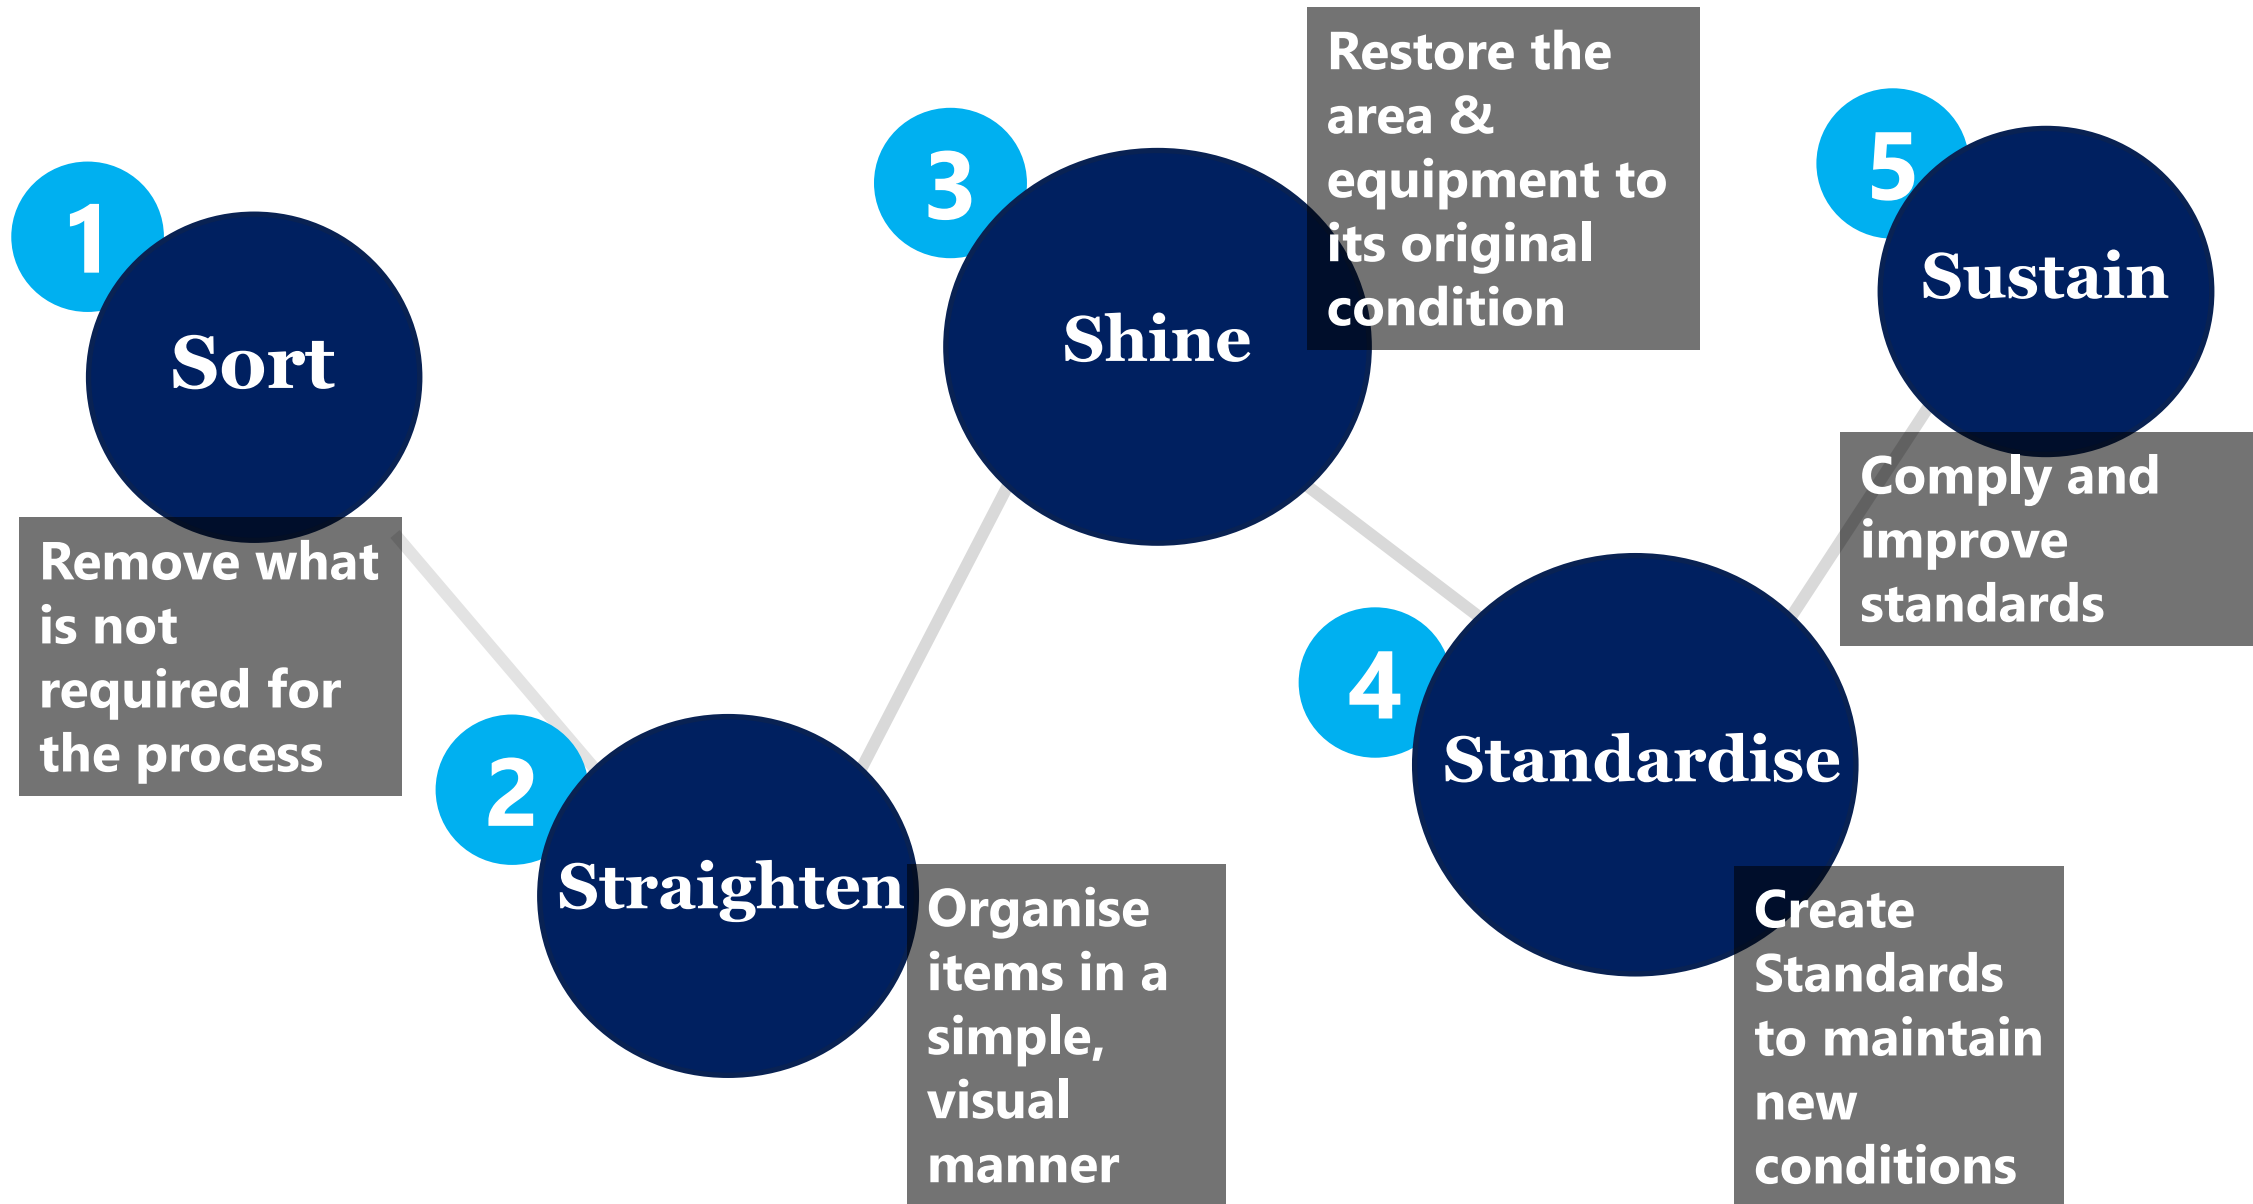 1
Sort
Remove what
is not
required for
the process
2
Straighten
Organise
items in a
simple,
visual
manner
3
Shine
Restore the
area &
equipment to
its original
condition
4
Standardise
Create
Standards
to maintain
new
conditions
5
Sustain
Comply and
improve
standards